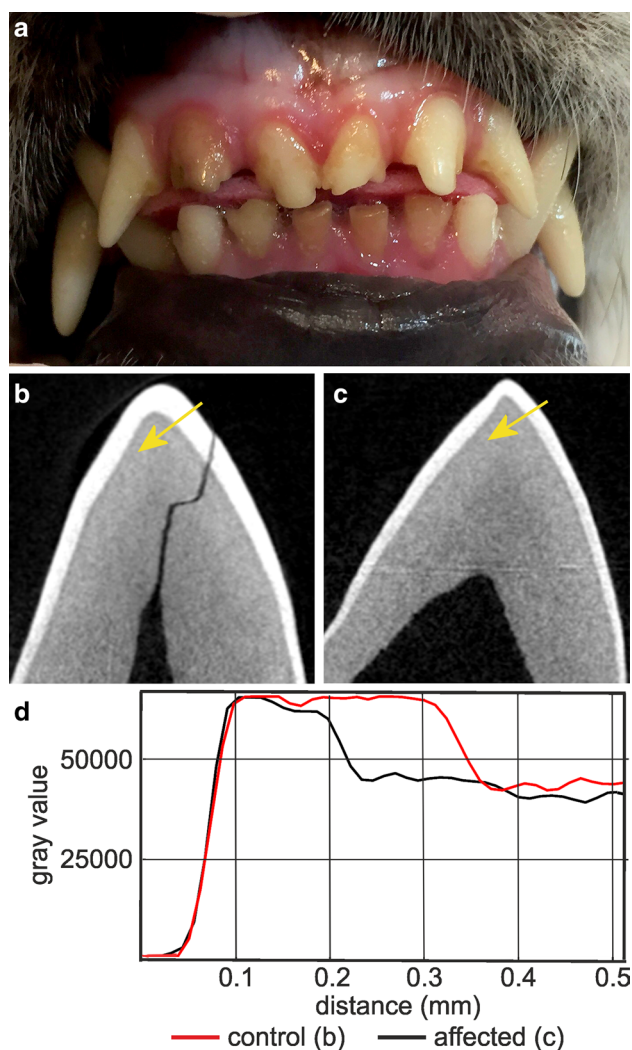 a
b
c
d
50000
25000
gray value
0.1 0.2 0.3 0.4 0.5
distance (mm)
control (b) affected (c)